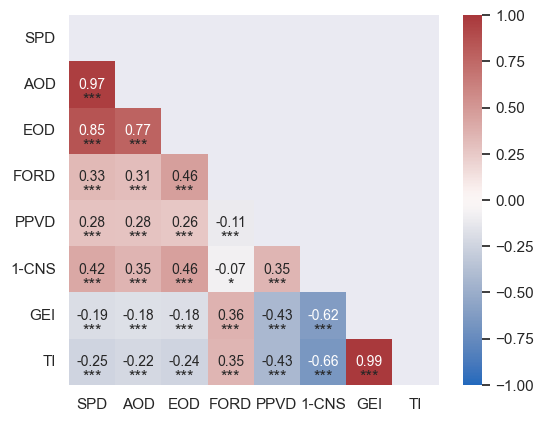 SPD
AOD 0.97
***
EOD 0.85 0.77
*** ***
FORD 0.33 0.31 0.46
*** *** ***
PPVD 0.28 0.28 0.26 -0.11
*** *** *** ***
1-CNS 0.42 0.35 0.46 -0.07 0.35
*** *** *** * ***
GEI -0.19 -0.18 -0.18 0.36 -0.43 -0.62
*** *** *** *** *** ***
TI -0.25 -0.22 -0.24 0.35 -0.43 -0.66 0.99
*** *** *** *** *** *** ***
SPD AOD EOD FORD PPVD 1-CNS GEI TI
1.00
0.75
0.50
0.25
0.00
−0.25
−0.50
−0.75
−1.00